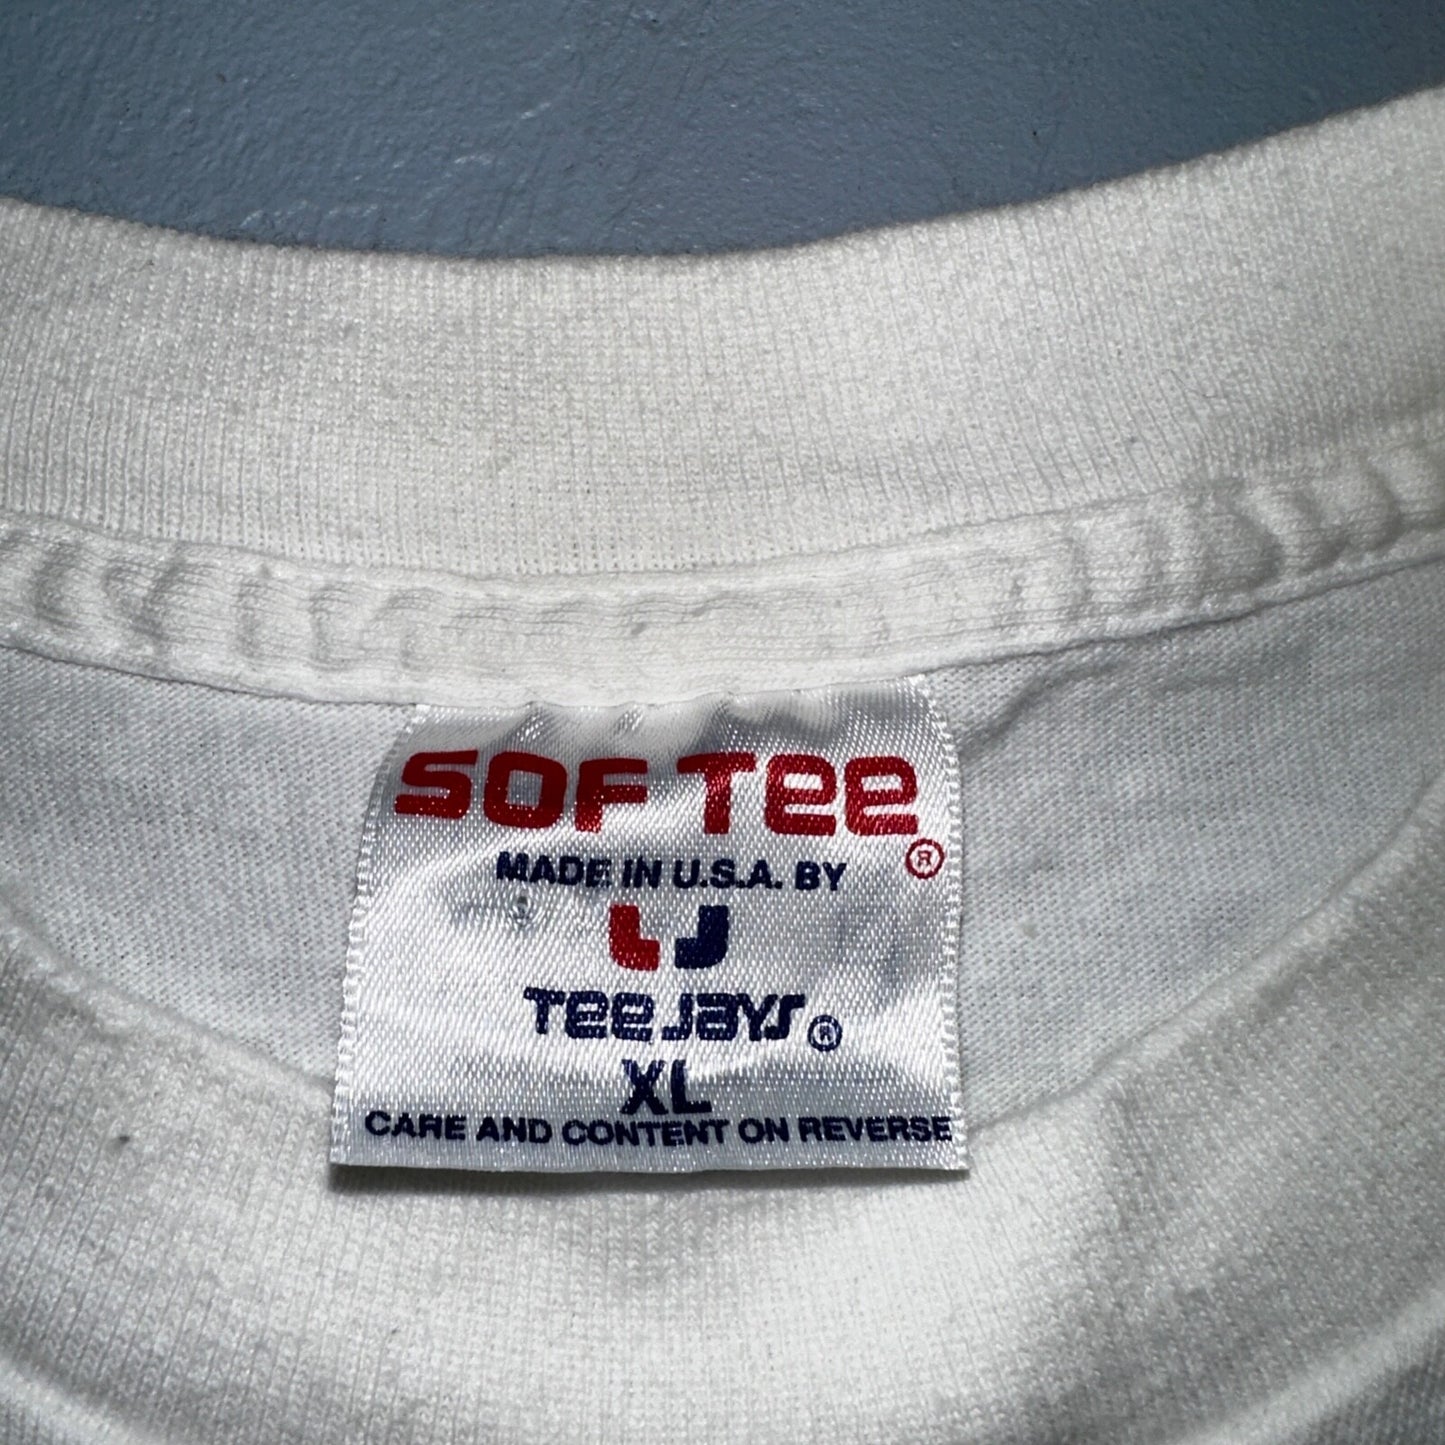 SOF TEE ®
MADE IN U.S.A. BY
TEE JAYS ®
XL
CARE AND CONTENT ON REVERSE